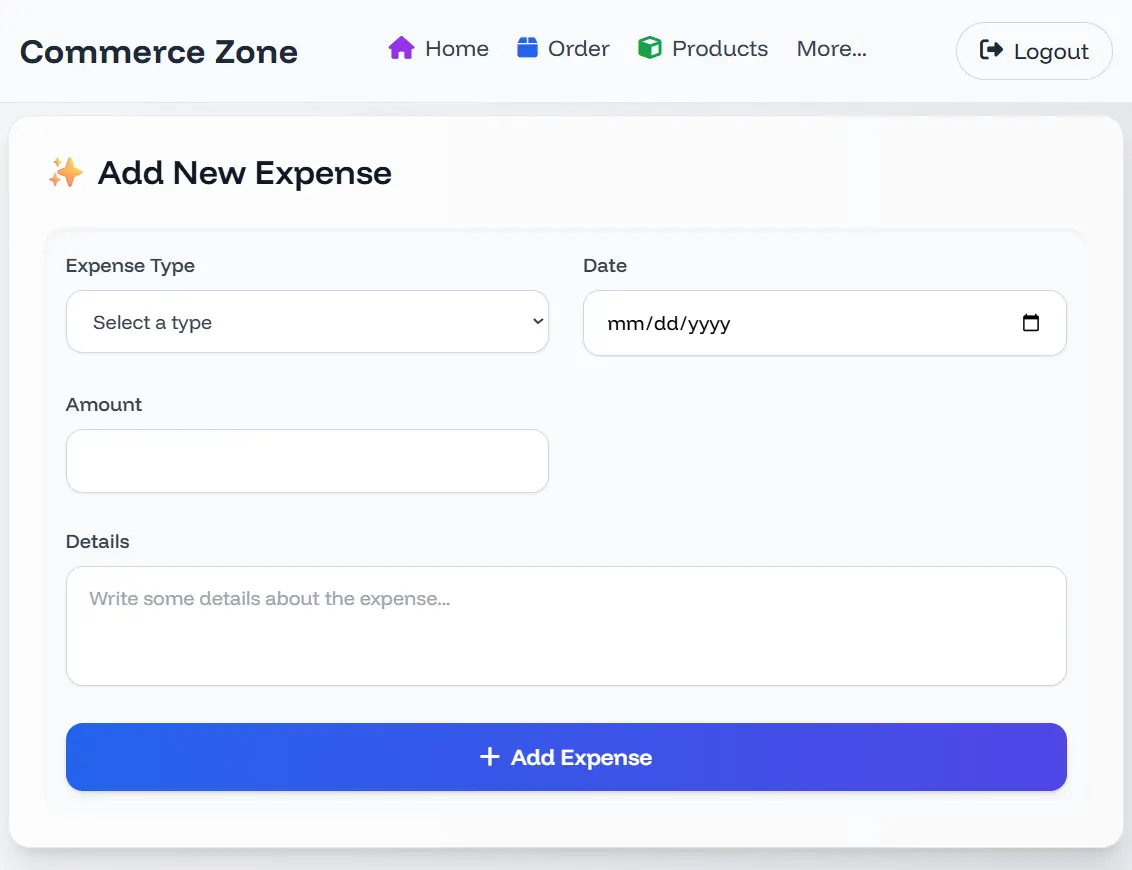 Commerce Zone
Home
Order
Products
More...
Logout
Add New Expense
Expense Type
Date
Select a type
mm/dd/yyyy
Amount
Details
Write some details about the expense...
+ Add Expense